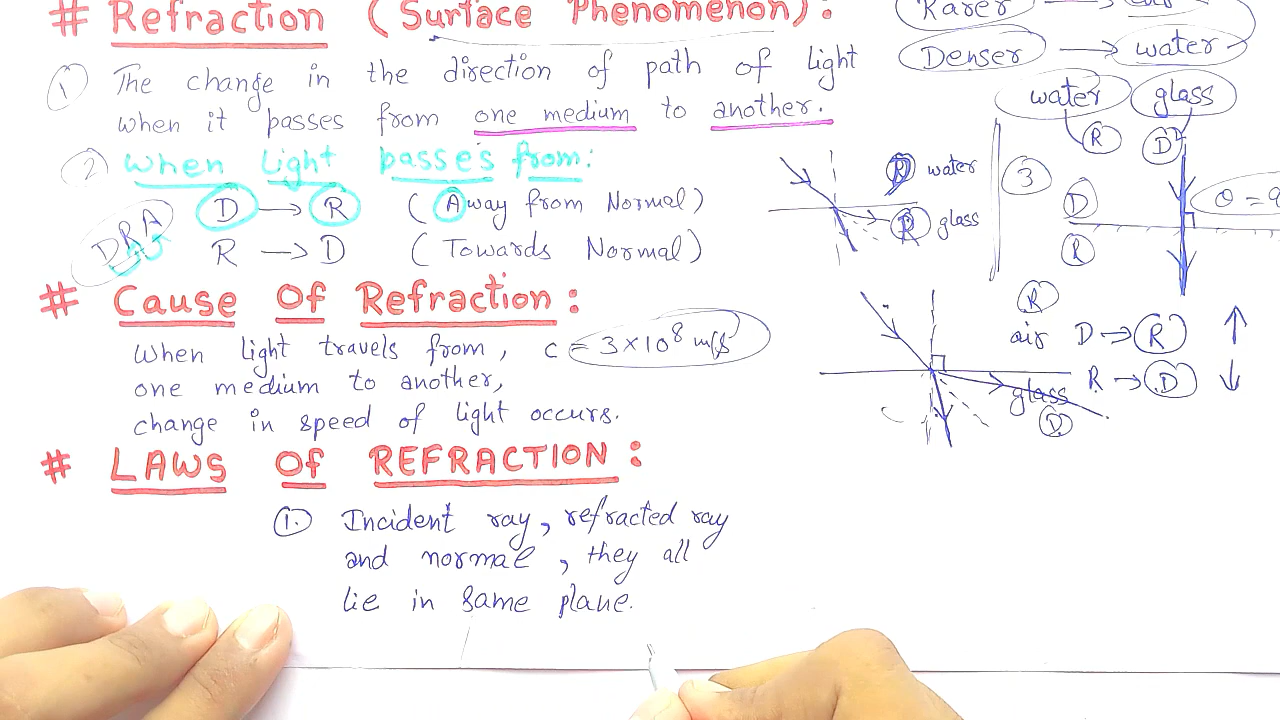 # Refraction (Surface Phenomenon):
① The change in the direction of path of light
when it passes from one medium to another.
② When Light passes from:
D → R (Away from Normal)
DRA
R → D (Towards Normal)
# Cause Of Refraction:
When light travels from, c = 3×10⁸ m/s
one medium to another,
change in speed of light occurs.
# LAWS Of REFRACTION:
①. Incident ray, refracted ray
and normal, they all
lie in same plane.
Rarer →
Denser → water
water glass
R D
water
glass
3
D
R
θ =
R
air D → R ↑
R → D ↓
glass
D